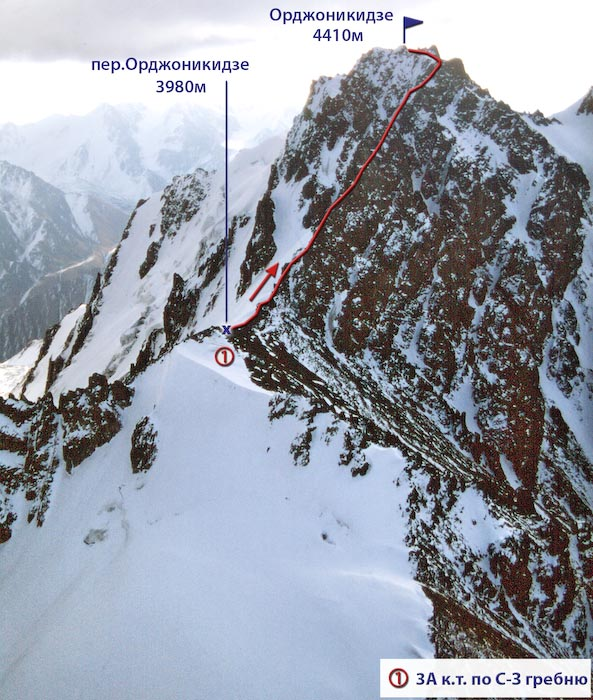 Орджоникидзе
4410м
пер.Орджоникидзе
3980м
x
1
1 3А к.т. по С-З гребню